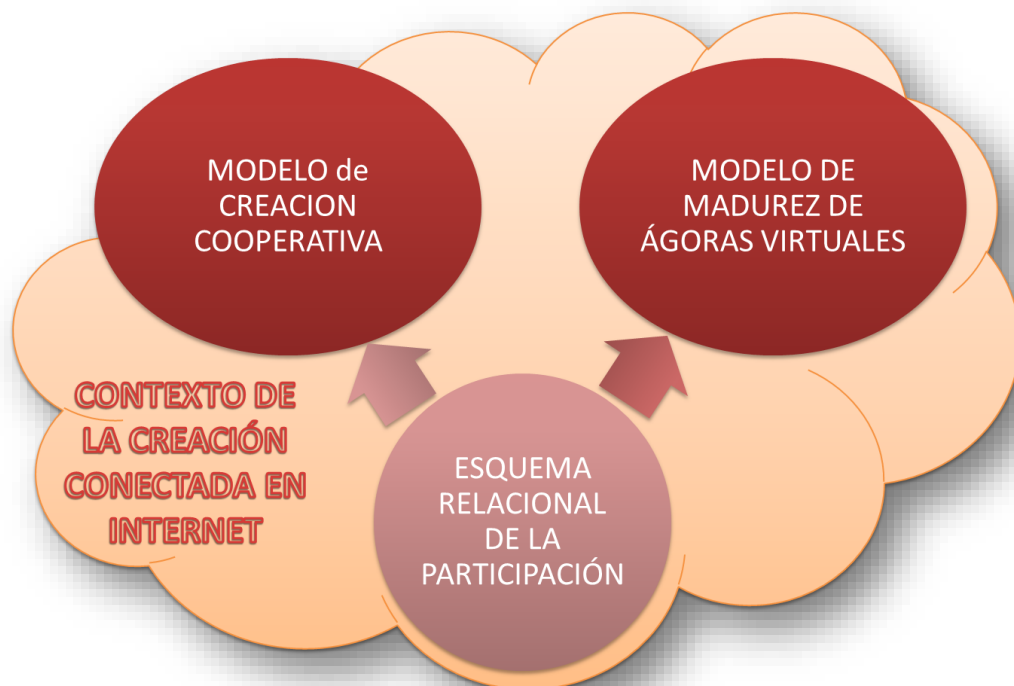 MODELO de
CREACION
COOPERATIVA
MODELO DE
MADUREZ DE
ÁGORAS VIRTUALES
CONTEXTO DE
LA CREACIÓN
CONECTADA EN
INTERNET
ESQUEMA
RELACIONAL
DE LA
PARTICIPACIÓN